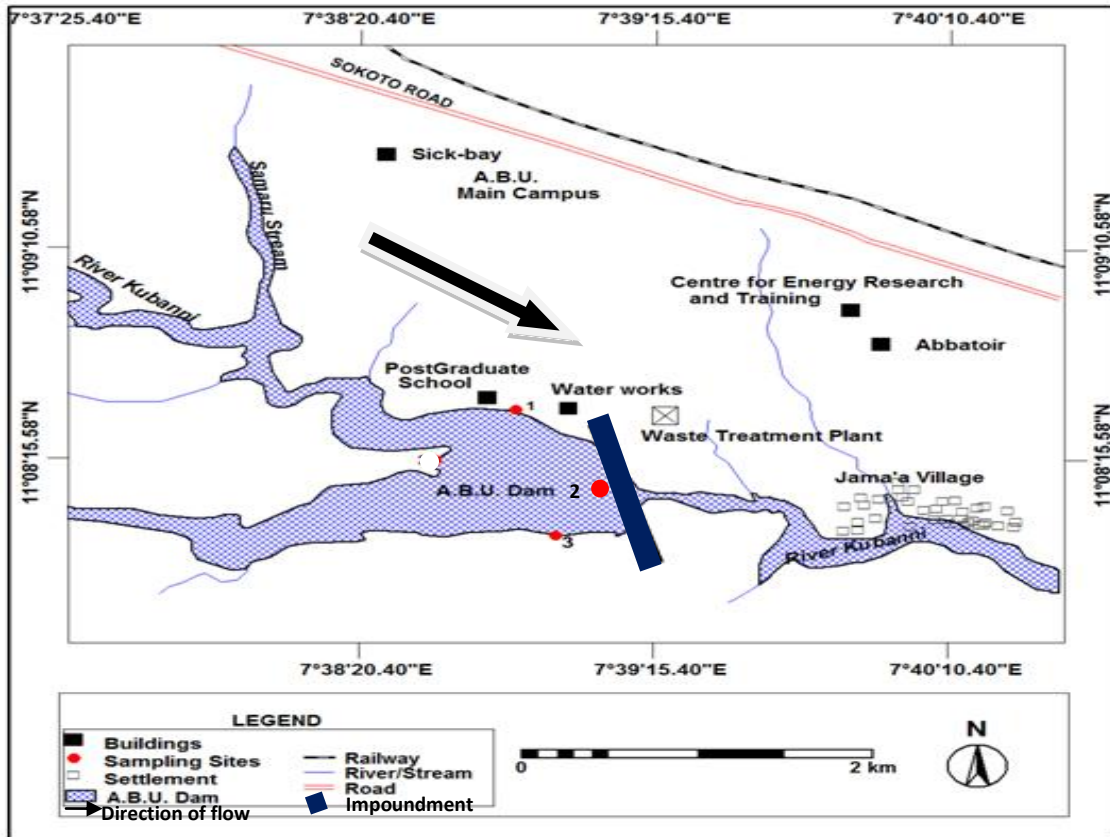 7°37'25.40"E
7°38'20.40"E
7°39'15.40"E
7°40'10.40"E
SOKOTO ROAD
Sick-bay
A.B.U.
Main Campus
Samaru Stream
11°09'10.58"N
11°09'10.58"N
River Kubanni
Centre for Energy Research
and Training
Abbatoir
PostGraduate
School
Water works
1
Waste Treatment Plant
11°08'15.58"N
11°08'15.58"N
Jama'a Village
A.B.U. Dam
2
3
River Kubanni
7°38'20.40"E
7°39'15.40"E
7°40'10.40"E
LEGEND
Buildings
Sampling Sites
Settlement
A.B.U. Dam
Direction of flow
Railway
River/Stream
Road
Impoundment
0
2 km
N